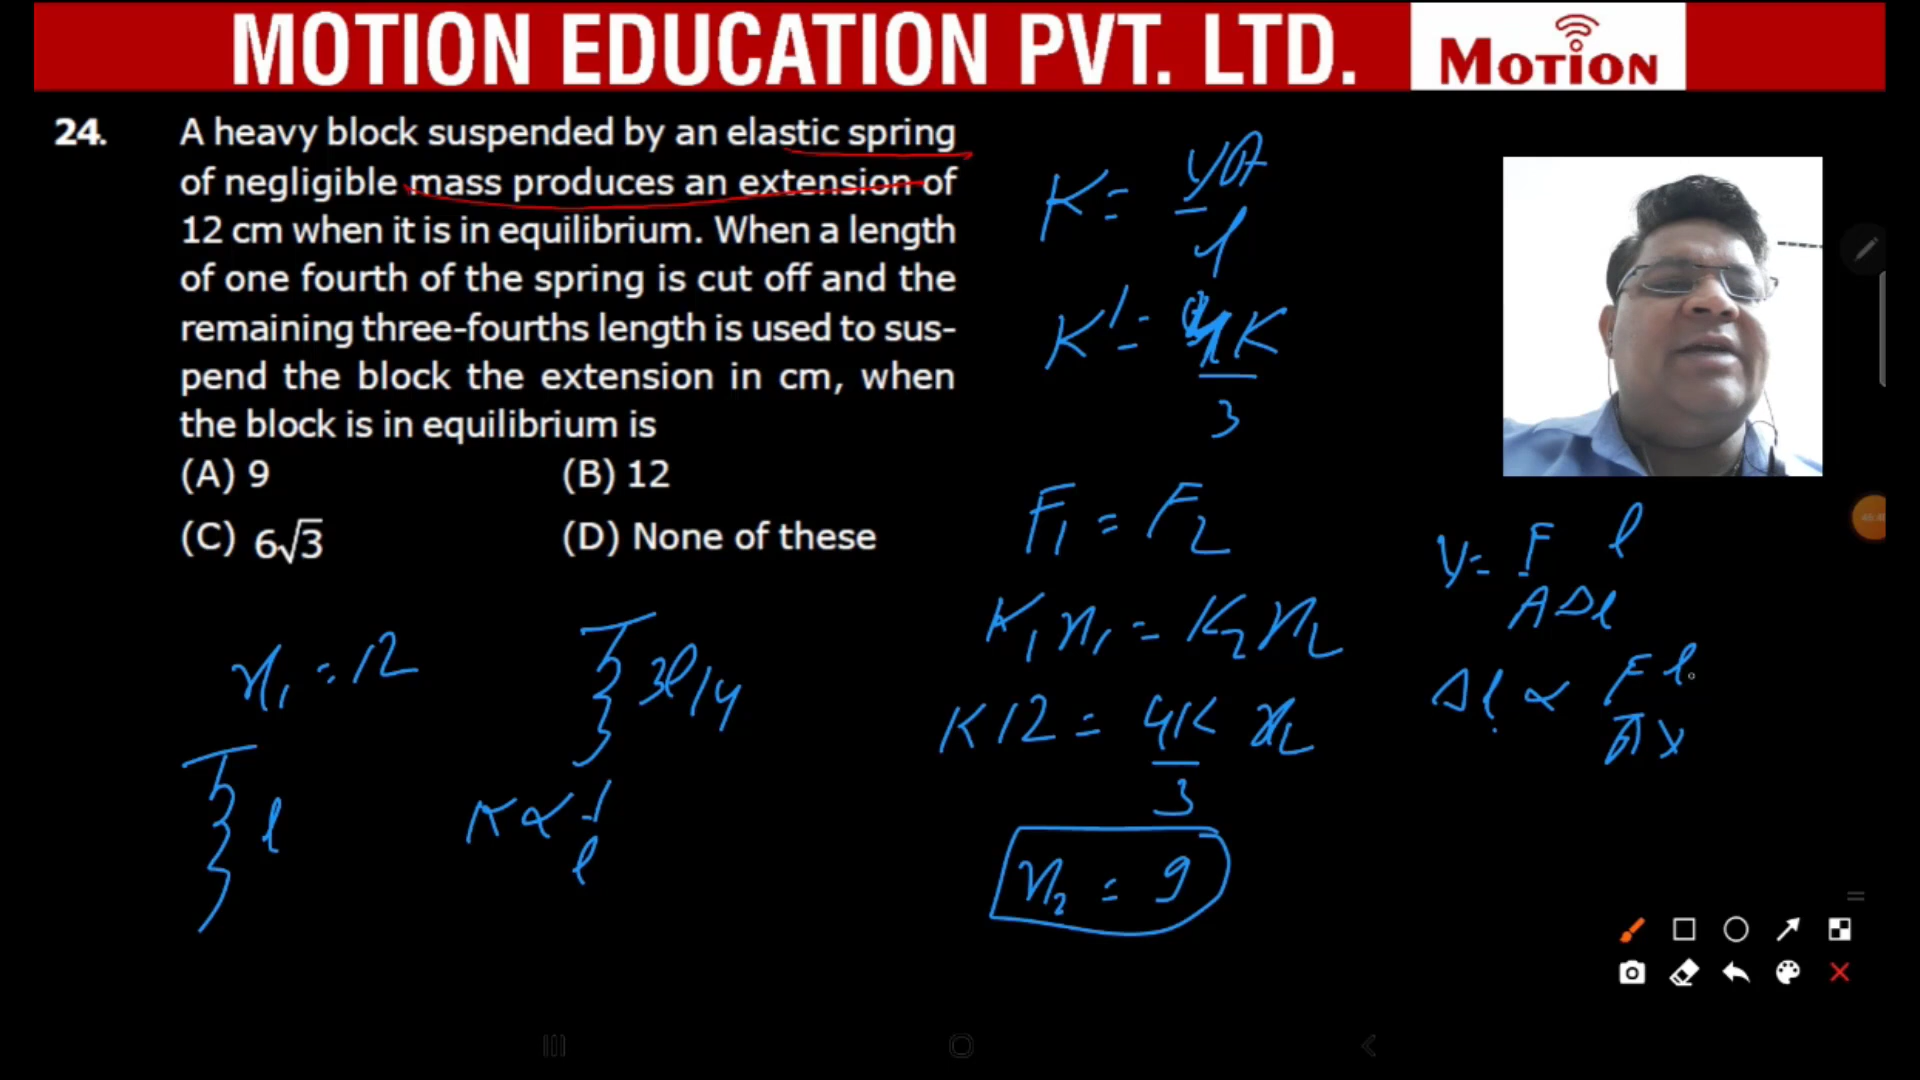 MOTION EDUCATION PVT. LTD.
MOTION
24. A heavy block suspended by an elastic spring
of negligible mass produces an extension of
12 cm when it is in equilibrium. When a length
of one fourth of the spring is cut off and the
remaining three-fourths length is used to sus-
pend the block the extension in cm, when
the block is in equilibrium is
(A) 9 (B) 12
(C) 6√3 (D) None of these
x₁ = 12
l
3l/4
K ∝ 1/l
K = YA/l
K' = 4K/3
F₁ = F₂
K₁x₁ = K₂x₂
K12 = 4K/3 x₂
x₂ = 9
Y = F l
A Δl
Δl ∝ F l